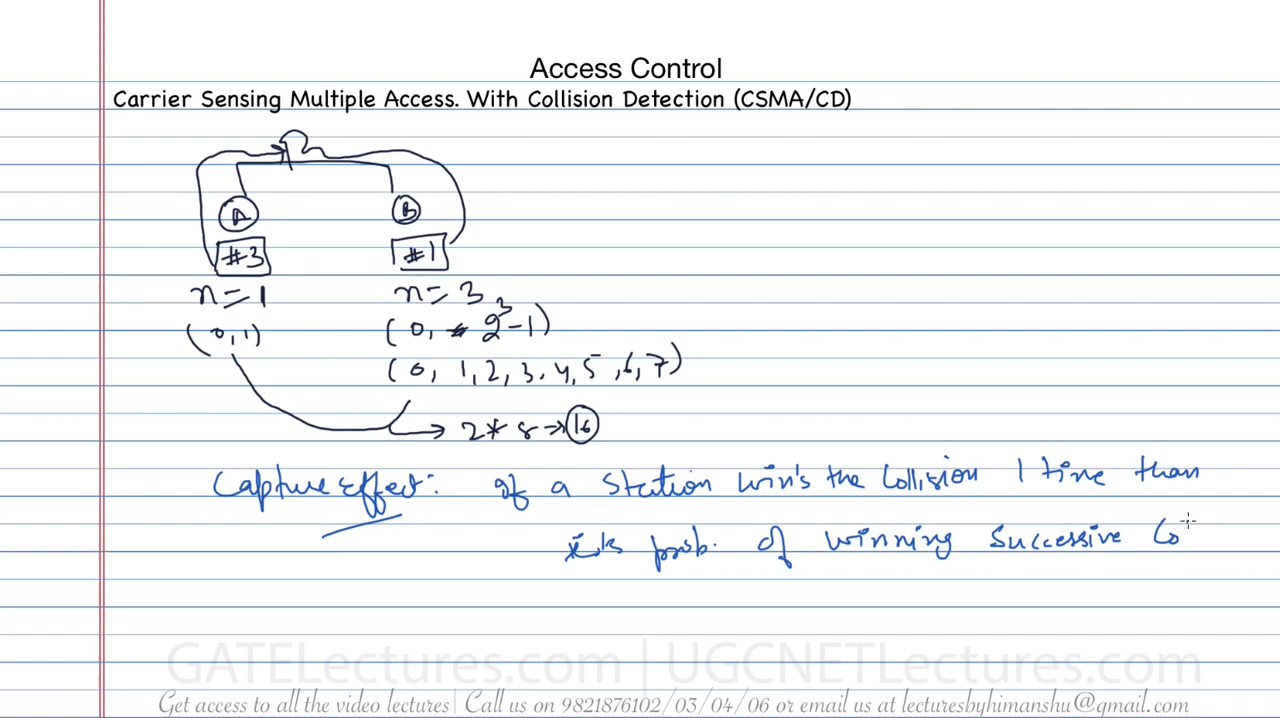 Access Control
Carrier Sensing Multiple Access. With Collision Detection (CSMA/CD)
A B
#3 #1
n=1 n=3
(0,1) (0, 2³-1)
(0, 1, 2, 3, 4, 5, 6, 7)
2*8→16
Capture Effect: If a station win's the Collision 1 time than
its prob. of winning successive Co
GATELectures.com | UGCNETLectures.com
Get access to all the video lectures | Call us on 9821876102/03/04/06 or email us at lecturesbyhimanshu@gmail.com